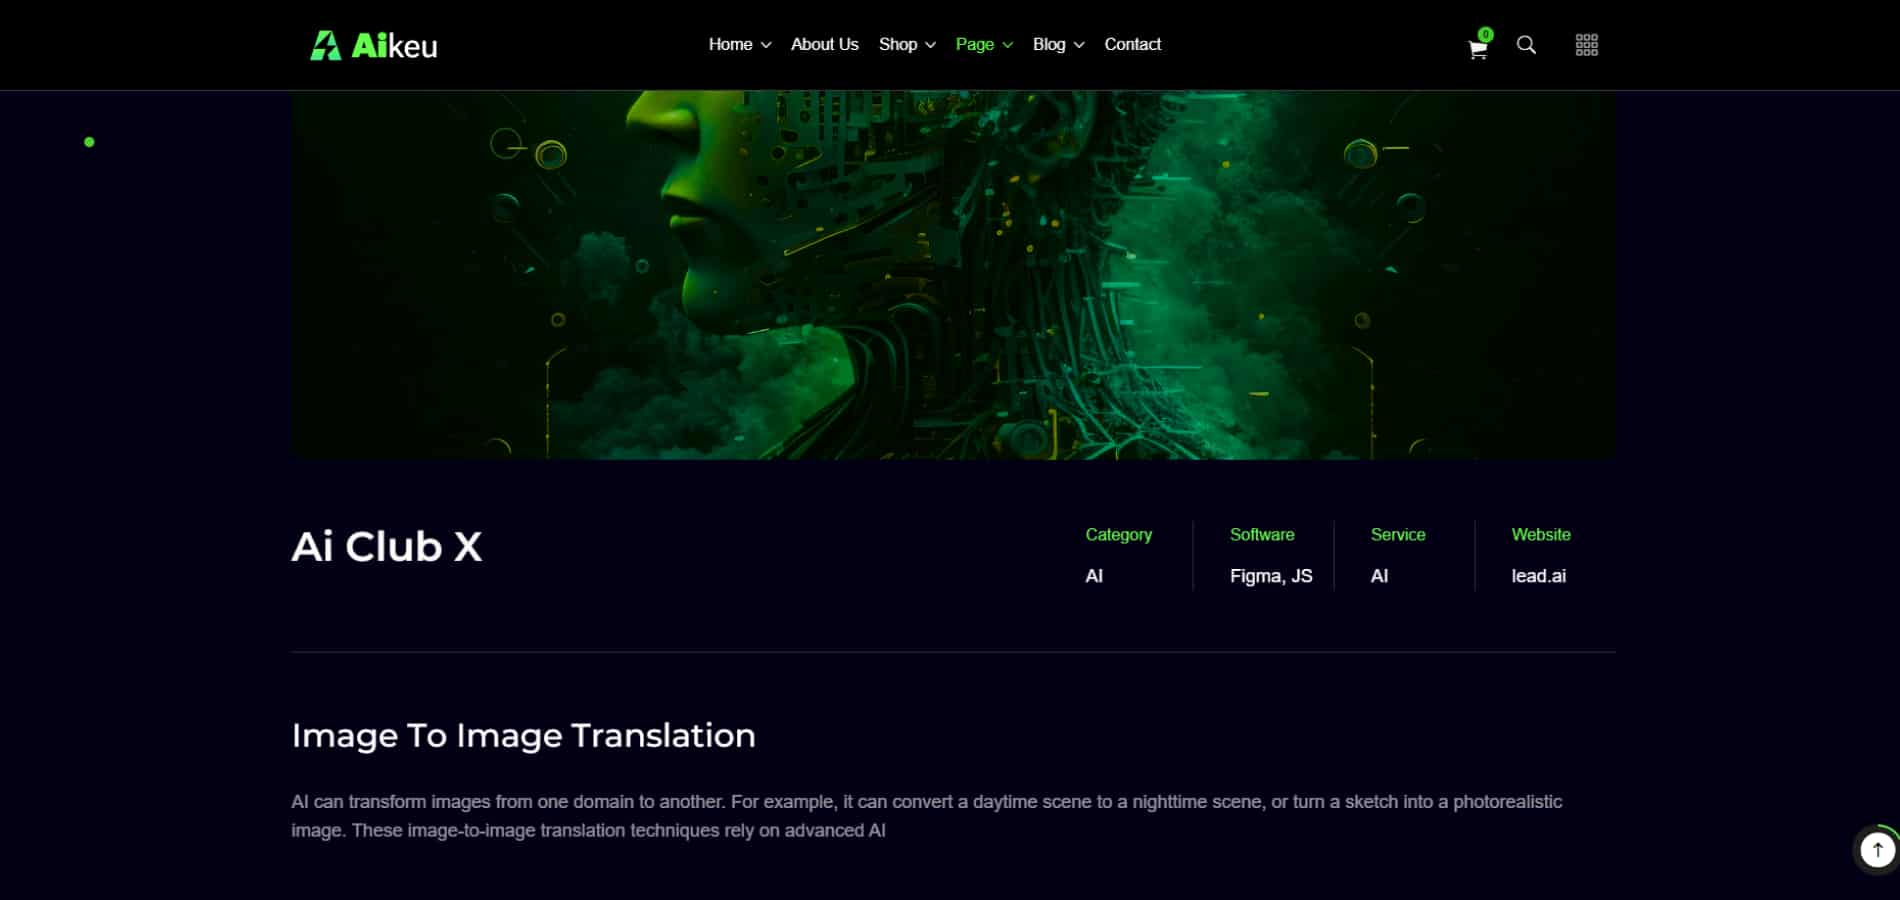 Aikeu
Home About Us Shop Page Blog Contact
0
Ai Club X
Category Software Service Website
AI Figma, JS AI lead.ai
Image To Image Translation
AI can transform images from one domain to another. For example, it can convert a daytime scene to a nighttime scene, or turn a sketch into a photorealistic
image. These image-to-image translation techniques rely on advanced AI